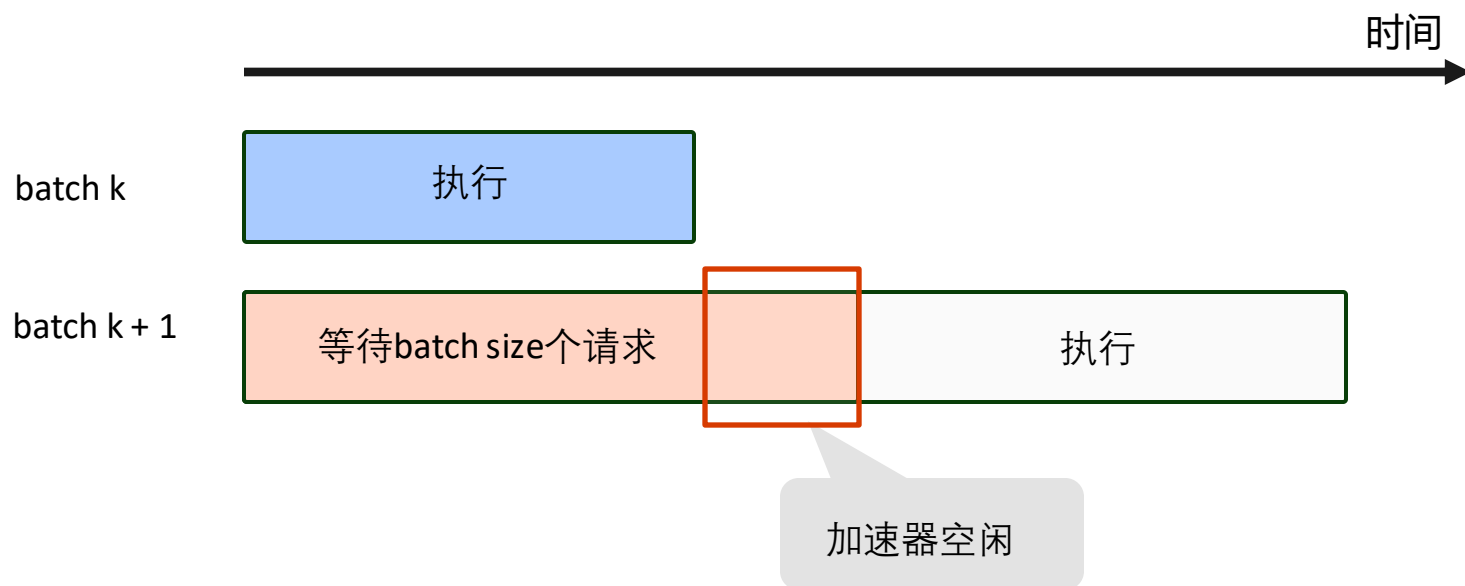 时间
batch k
执行
batch k + 1
等待batch size个请求
执行
加速器空闲